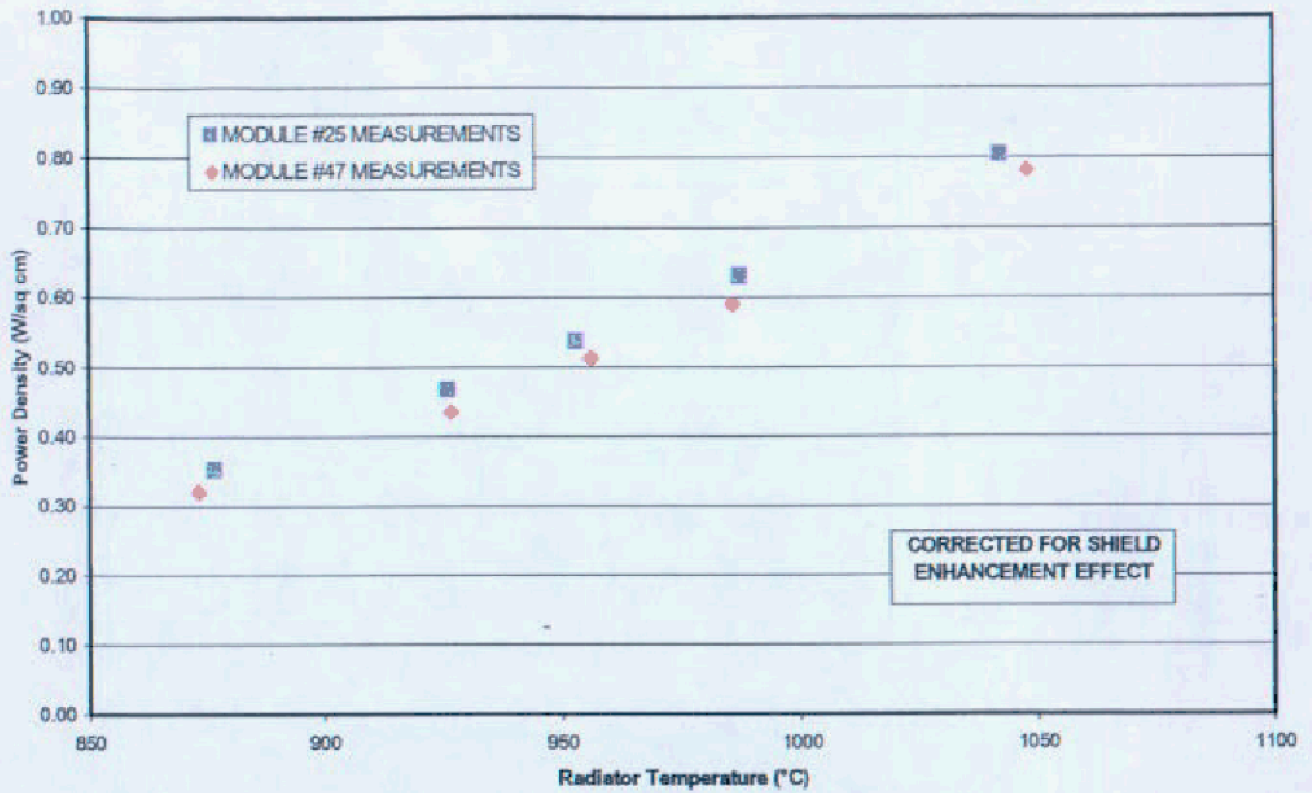 1.00
0.90
0.80
0.70
0.60
0.50
0.40
0.30
0.20
0.10
0.00
Power Density (W/sq cm)
MODULE #25 MEASUREMENTS
MODULE #47 MEASUREMENTS
CORRECTED FOR SHIELD
ENHANCEMENT EFFECT
850
900
950
1000
1050
1100
Radiator Temperature (°C)